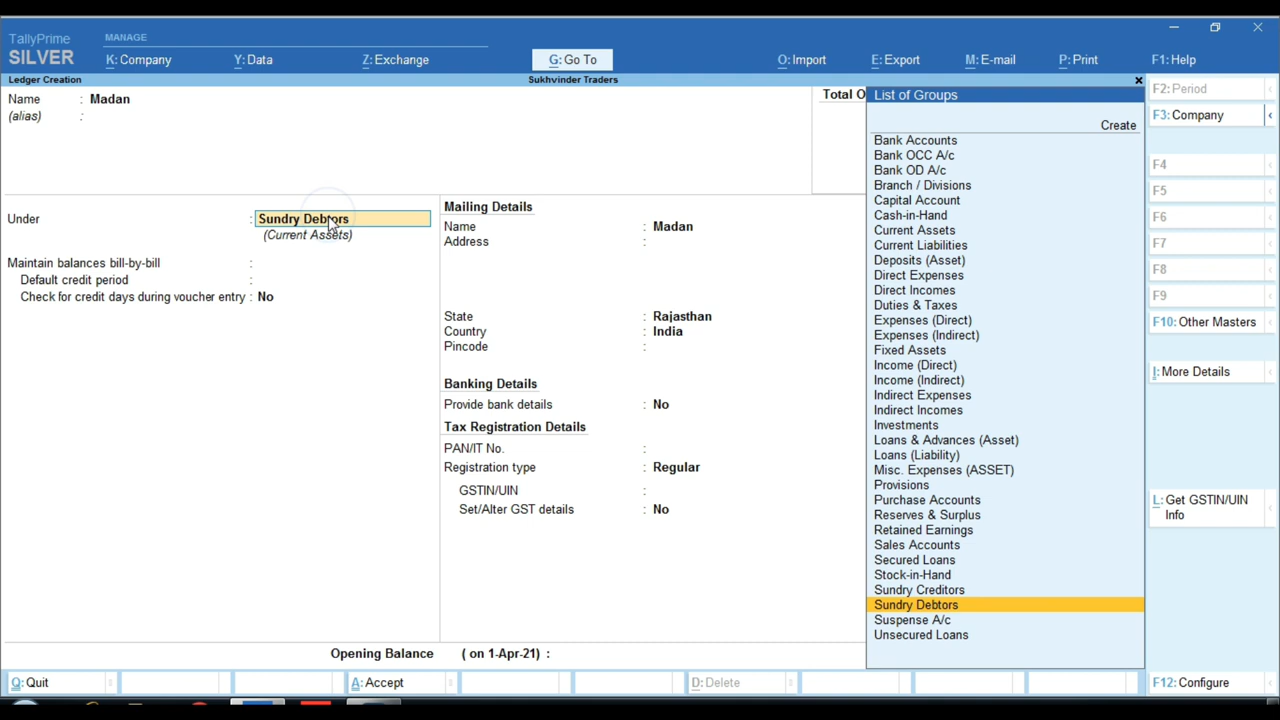 TallyPrime
SILVER
MANAGE
K: Company
Y: Data
Z: Exchange
G: Go To
O: Import
E: Export
M: E-mail
P: Print
F1: Help
Ledger Creation
Sukhvinder Traders
Name : Madan
(alias) :
Total O
Under : Sundry Debtors
(Current Assets)
Maintain balances bill-by-bill :
Default credit period :
Check for credit days during voucher entry : No
Mailing Details
Name : Madan
Address :
State : Rajasthan
Country : India
Pincode :
Banking Details
Provide bank details : No
Tax Registration Details
PAN/IT No. :
Registration type : Regular
GSTIN/UIN :
Set/Alter GST details : No
Opening Balance ( on 1-Apr-21) :
List of Groups
Create
Bank Accounts
Bank OCC A/c
Bank OD A/c
Branch / Divisions
Capital Account
Cash-in-Hand
Current Assets
Current Liabilities
Deposits (Asset)
Direct Expenses
Direct Incomes
Duties & Taxes
Expenses (Direct)
Expenses (Indirect)
Fixed Assets
Income (Direct)
Income (Indirect)
Indirect Expenses
Indirect Incomes
Investments
Loans & Advances (Asset)
Loans (Liability)
Misc. Expenses (ASSET)
Provisions
Purchase Accounts
Reserves & Surplus
Retained Earnings
Sales Accounts
Secured Loans
Stock-in-Hand
Sundry Creditors
Sundry Debtors
Suspense A/c
Unsecured Loans
F2: Period
F3: Company
F4
F5
F6
F7
F8
F9
F10: Other Masters
I: More Details
L: Get GSTIN/UIN
Info
Q: Quit
A: Accept
D: Delete
F12: Configure